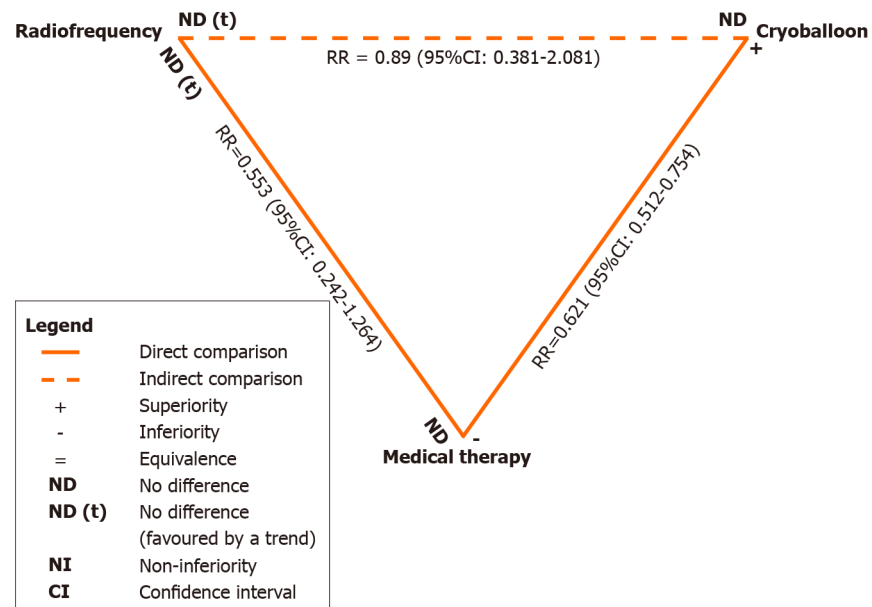 ND (t)
ND
Radiofrequency
Cryoballoon
+
RR = 0.89 (95%CI: 0.381-2.081)
ND (t)
RR=0.553 (95%CI: 0.242-1.264)
RR=0.621 (95%CI: 0.512-0.754)
ND
-
Medical therapy
Legend
Direct comparison
Indirect comparison
+ Superiority
- Inferiority
= Equivalence
ND No difference
ND (t) No difference
(favoured by a trend)
NI Non-inferiority
CI Confidence interval